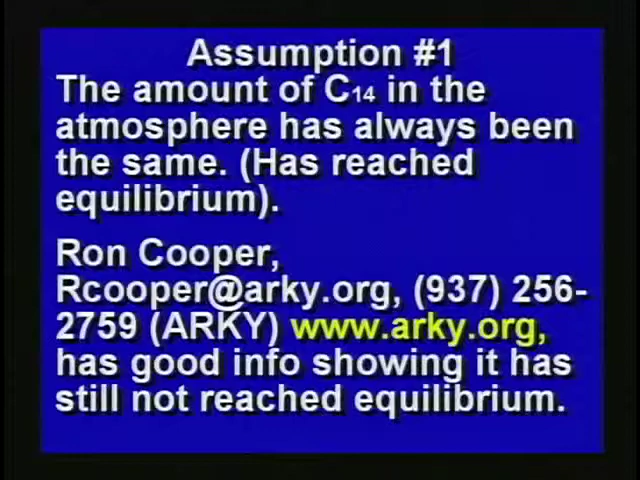 Assumption #1
The amount of C14 in the
atmosphere has always been
the same. (Has reached
equilibrium).
Ron Cooper,
Rcooper@arky.org, (937) 256-
2759 (ARKY) www.arky.org,
has good info showing it has
still not reached equilibrium.